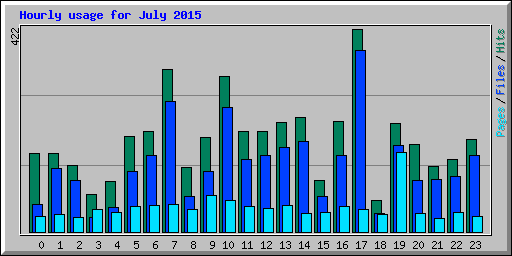 Hourly usage for July 2015
422
Pages / Files / Hits
0 1 2 3 4 5 6 7 8 9 10 11 12 13 14 15 16 17 18 19 20 21 22 23